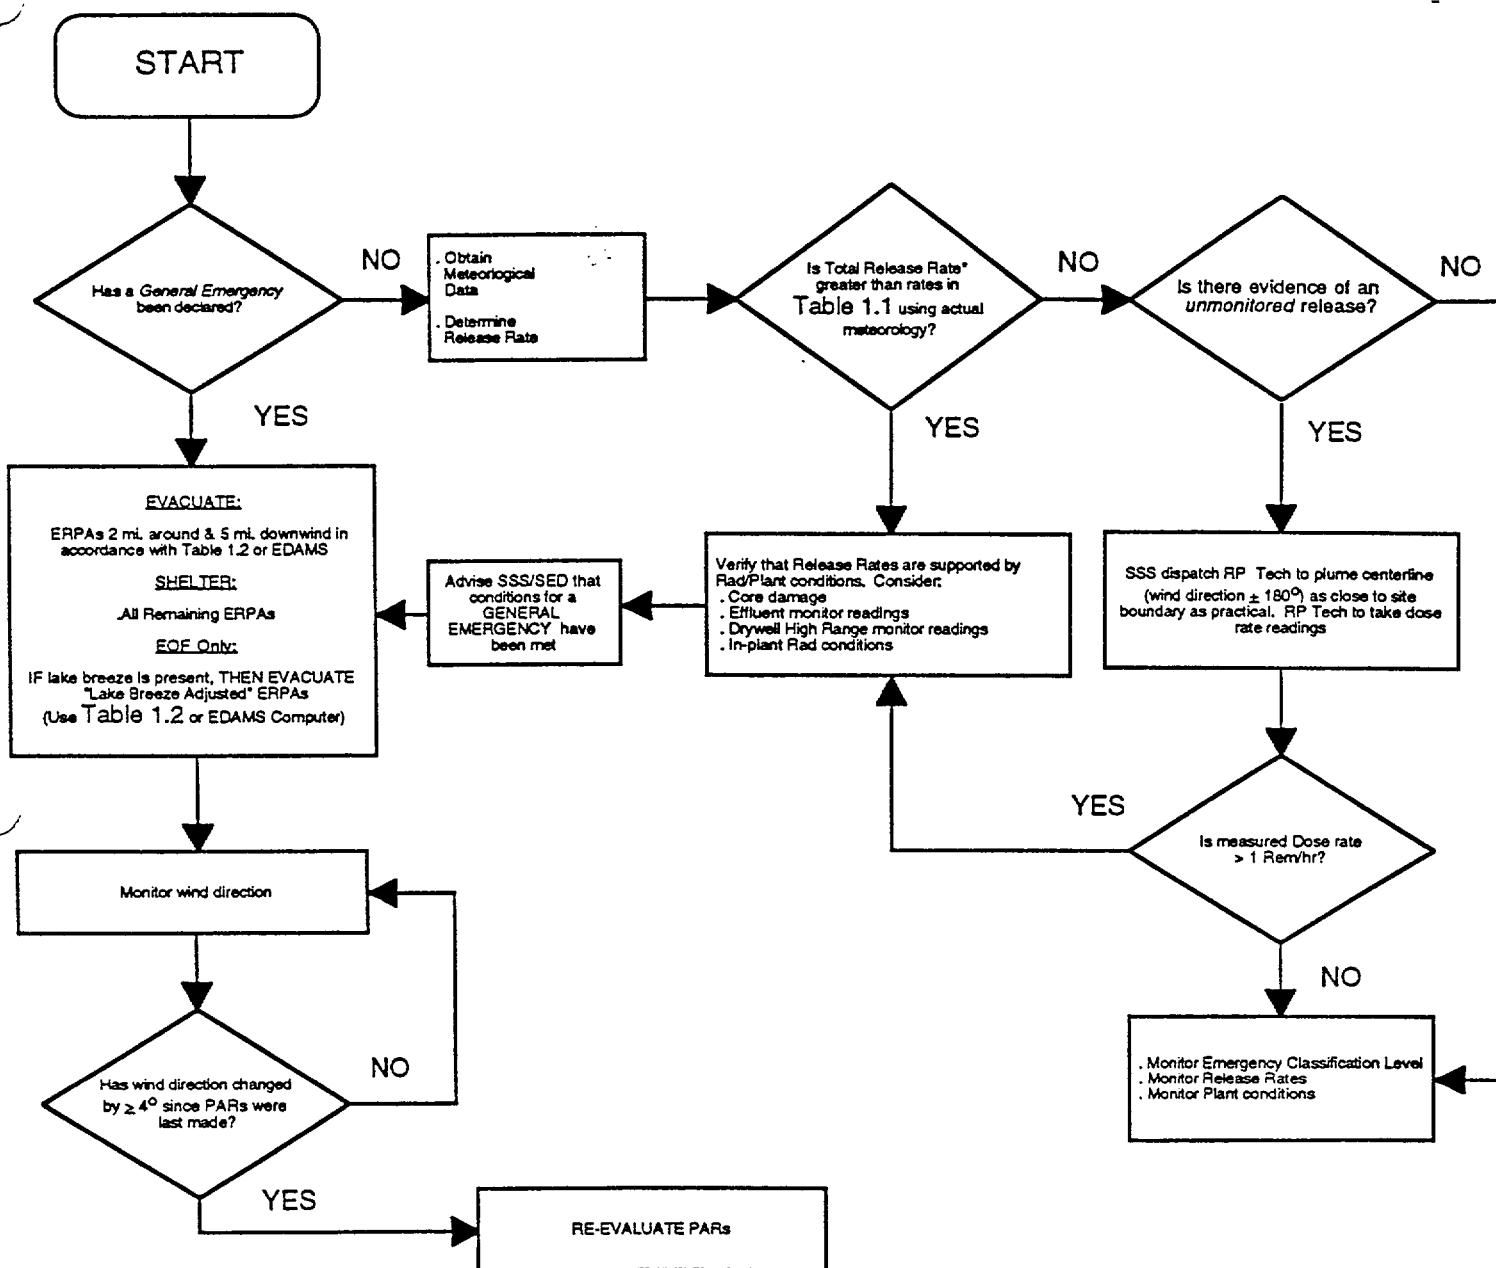 START
Has a General Emergency
been declared?
NO
. Obtain
Meteorlogical
Data
. Determine
Release Rate
Is Total Release Rate*
greater than rates in
Table 1.1 using actual
meteorology?
NO
Is there evidence of an
unmonitored release?
NO
YES
YES
YES
EVACUATE:
ERPAs 2 mi. around & 5 mi. downwind in
accordance with Table 1.2 or EDAMS
SHELTER:
All Remaining ERPAs
EOF Only:
IF lake breeze is present, THEN EVACUATE
"Lake Breeze Adjusted" ERPAs
(Use Table 1.2 or EDAMS Computer)
Advise SSS/SED that
conditions for a
GENERAL
EMERGENCY have
been met
Verify that Release Rates are supported by
Rad/Plant conditions. Consider:
. Core damage
. Effluent monitor readings
. Drywell High Range monitor readings
. In-plant Rad conditions
SSS dispatch RP Tech to plume centerline
(wind direction ± 180°) as close to site
boundary as practical. RP Tech to take dose
rate readings
YES
Is measured Dose rate
> 1 Rem/hr?
NO
Monitor wind direction
. Monitor Emergency Classification Level
. Monitor Release Rates
. Monitor Plant conditions
Has wind direction changed
by ≥ 4° since PARs were
last made?
NO
YES
RE-EVALUATE PARs